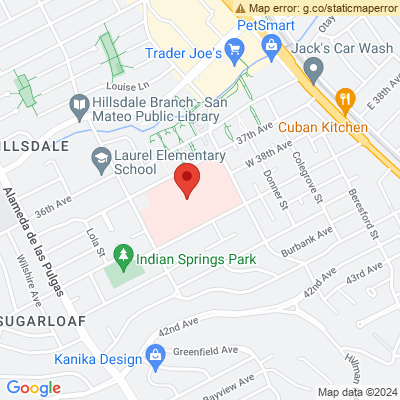 Map error: g.co/staticmaperror
PetSmart
Otay
Trader Joe's
Jack's Car Wash
Louise Ln
Hillsdale Branch - San
Mateo Public Library
E 38th Ave
Cuban Kitchen
37th Ave
W 38th Ave
ILLSDALE
Laurel Elementary
School
Colegrove St
Donner St
Beresford St
36th Ave
Alameda de las Pulgas
Lola St
Wilshire Ave
Indian Springs Park
Burbank Ave
43rd Ave
42nd Ave
SUGARLOAF
42nd Ave
Kanika Design
Greenfield Ave
Hillman
Bayview Ave
Google
Map data ©2024